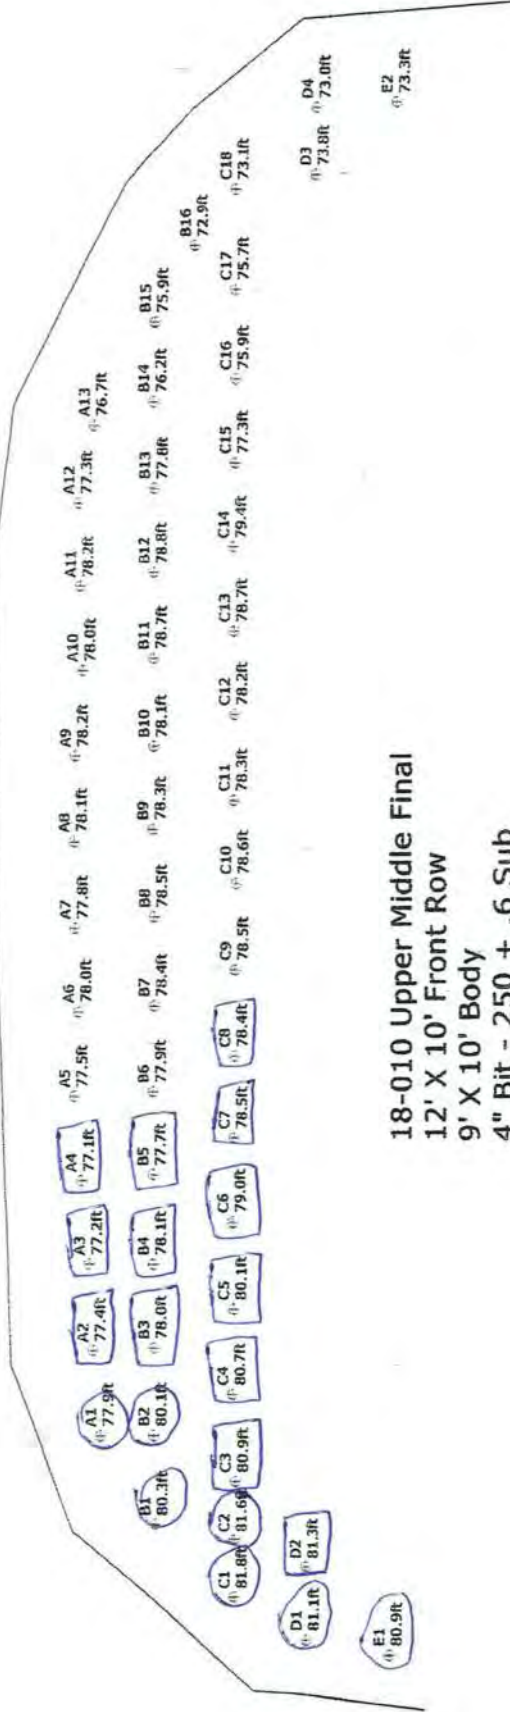 A1
77.9ft
A2
77.4ft
A3
77.2ft
A4
77.1ft
A5
77.5ft
A6
78.0ft
A7
77.8ft
A8
78.1ft
A9
78.2ft
A10
78.0ft
A11
78.2ft
A12
77.3ft
A13
76.7ft
B1
80.3ft
B2
80.1ft
B3
78.0ft
B4
78.1ft
B5
77.7ft
B6
77.9ft
B7
78.4ft
B8
78.5ft
B9
78.3ft
B10
78.1ft
B11
78.7ft
B12
78.8ft
B13
77.8ft
B14
76.2ft
B15
75.9ft
B16
72.9ft
C1
81.8ft
C2
81.6ft
C3
80.9ft
C4
80.7ft
C5
80.1ft
C6
79.0ft
C7
78.5ft
C8
78.4ft
C9
78.5ft
C10
78.6ft
C11
78.3ft
C12
78.2ft
C13
78.7ft
C14
79.4ft
C15
77.3ft
C16
75.9ft
C17
75.7ft
C18
73.1ft
D1
81.1ft
D2
81.3ft
D3
73.8ft
D4
73.0ft
E1
80.9ft
E2
73.3ft
18-010 Upper Middle Final
12' X 10' Front Row
9' X 10' Body
4" Bit - 250 + .6 Sub